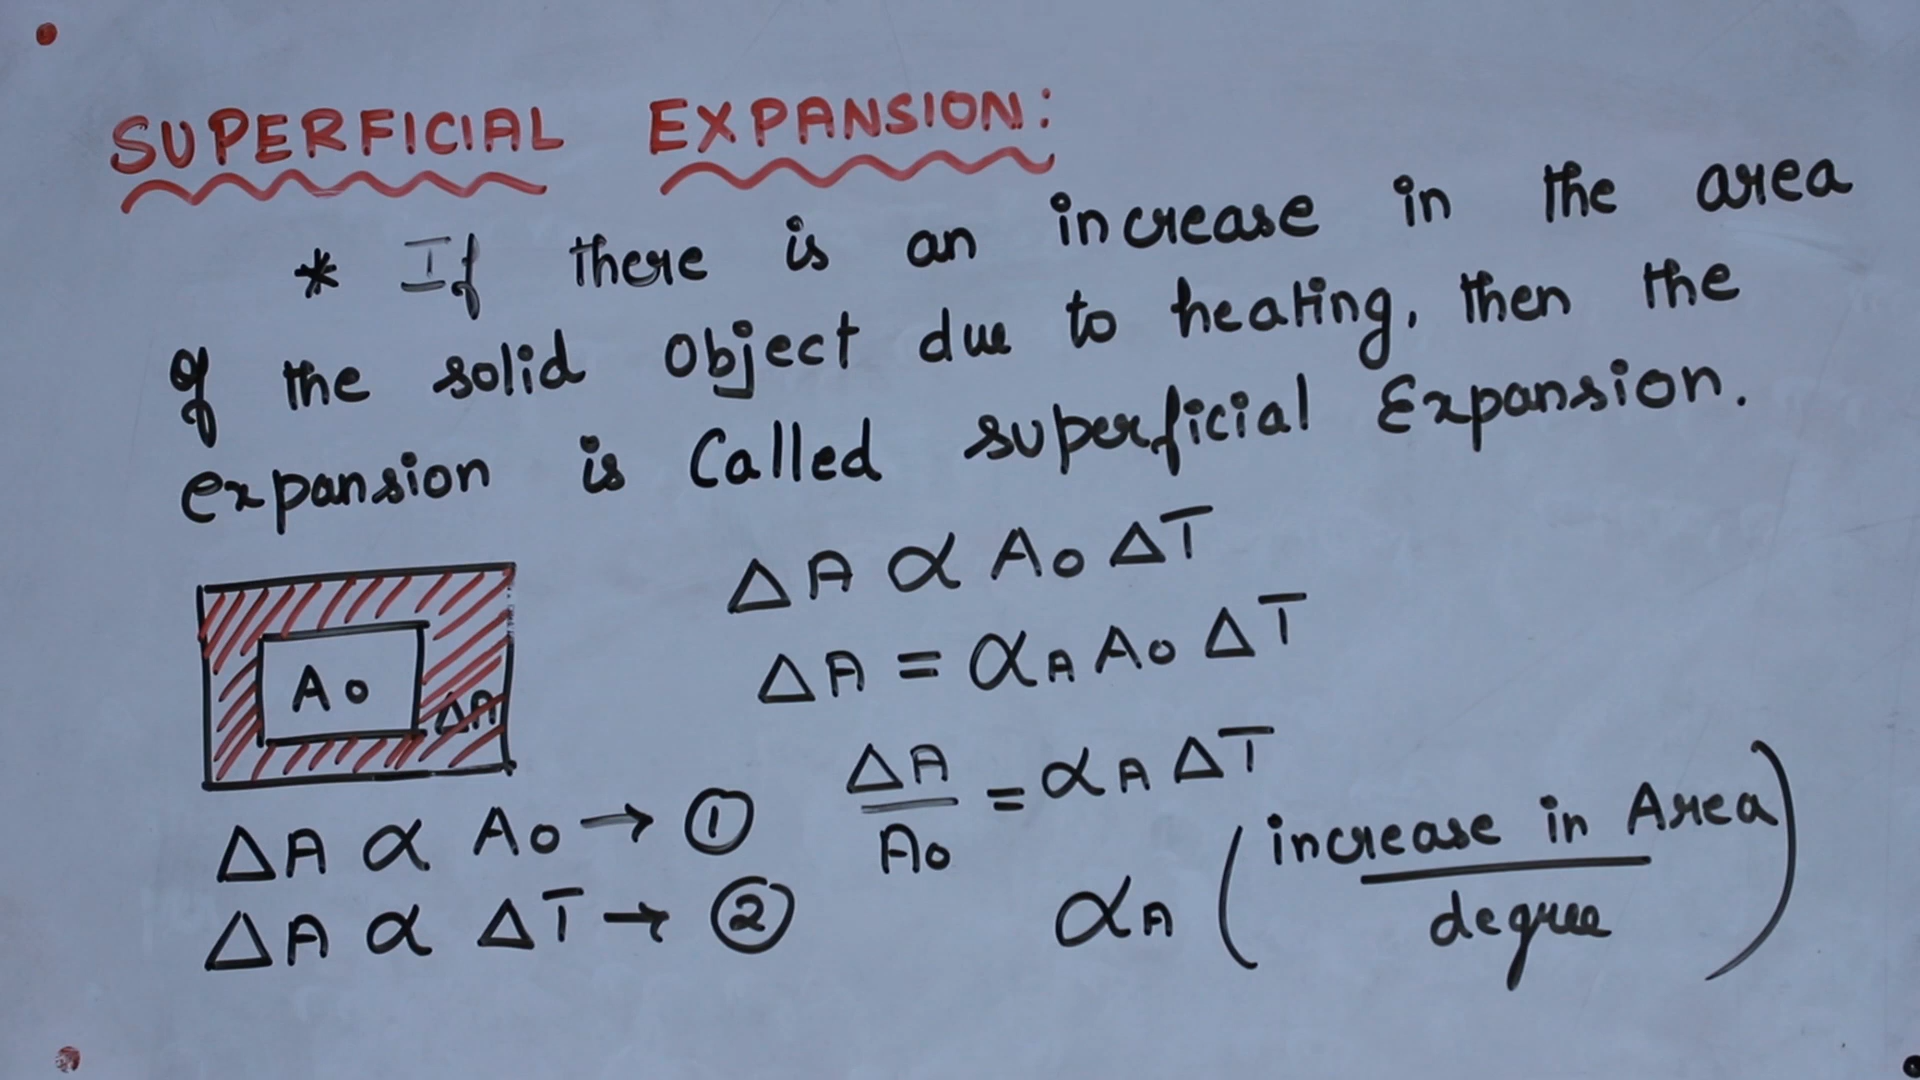 SUPERFICIAL EXPANSION:
* If there is an increase in the area
of the solid object due to heating, then the
expansion is Called superficial Expansion.
ΔA ∝ A₀ ΔT
ΔA = α_A A₀ ΔT
A₀
ΔA
ΔA/A₀ = α_A ΔT
ΔA ∝ A₀ → ①
ΔA ∝ ΔT → ②
α_A (increase in Area/degree)